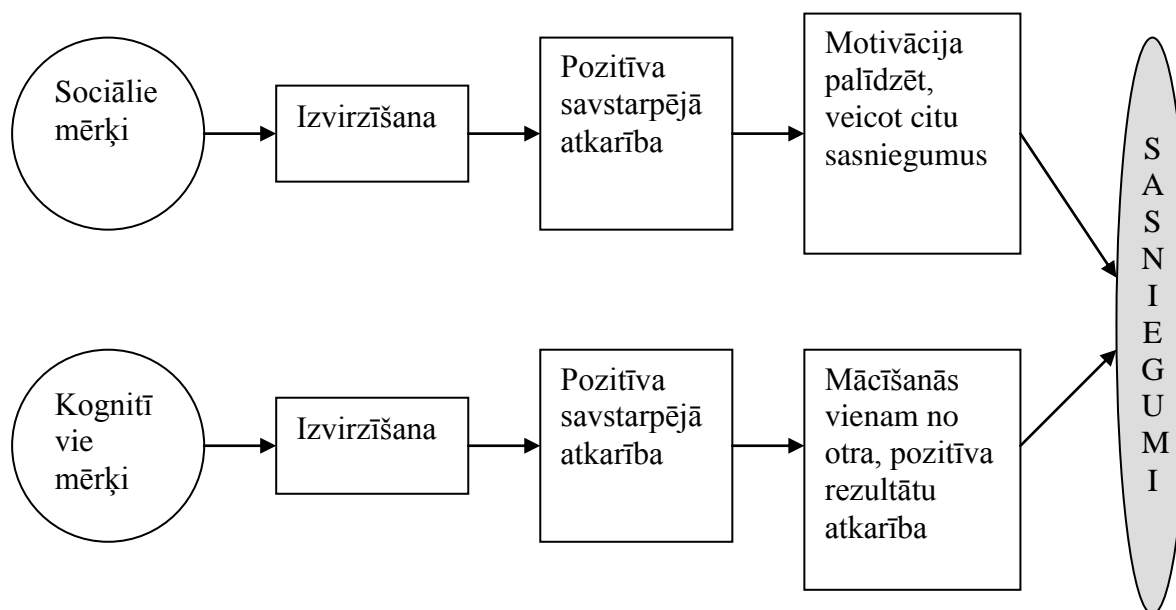 Sociālie
mērķi
Izvirzīšana
Pozitīva
savstarpējā
atkarība
Motivācija
palīdzēt,
veicot citu
sasniegumus
Kognitī
vie
mērķi
Izvirzīšana
Pozitīva
savstarpējā
atkarība
Mācīšanās
vienam no
otra, pozitīva
rezultātu
atkarība
S
A
S
N
I
E
G
U
M
I